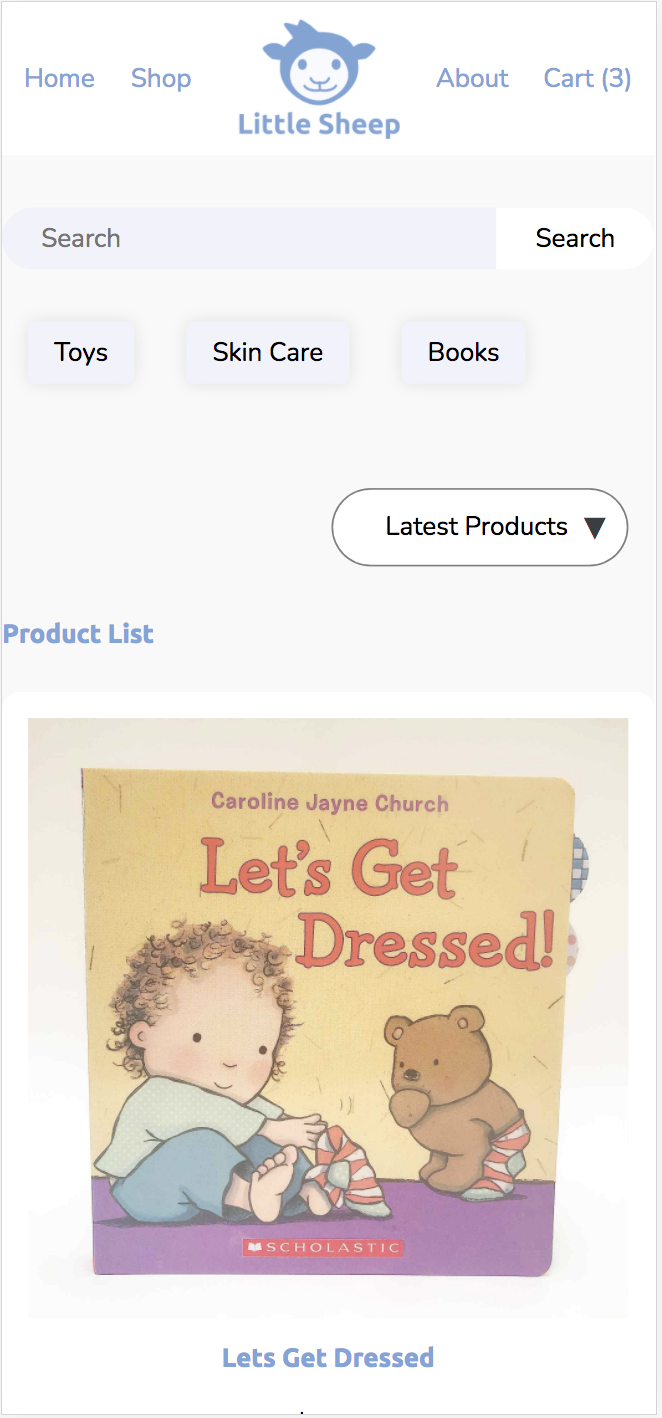 Home Shop Little Sheep About Cart (3)
Search Search
Toys Skin Care Books
Latest Products ▼
Product List
Caroline Jayne Church
Let's Get
Dressed!
SCHOLASTIC
Lets Get Dressed